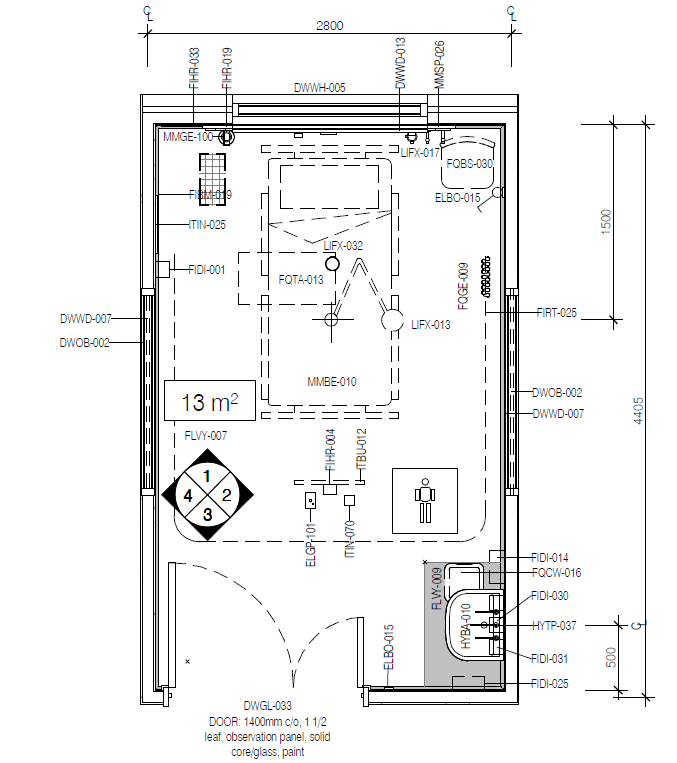 CL
CL
2800
FIHR-033
FIHR-019
DWWD-013
MMSP-026
DWWH-005
MMGE-100
LIFX-017
FQBS-030
FIBM-019
ELBO-015
ITIN-025
1500
LIFX-032
FIDI-001
FQTA-013
FQGE-009
FIRT-025
DWWD-007
LIFX-013
DWOB-002
MMBE-010
DWOB-002
13 m²
4405
DWWD-007
FLVY-007
FIHR-004
ITBU-012
1
4
2
3
ELGP-101
ITIN-070
FIDI-014
FQCW-016
FLVY-009
FIDI-030
HYBA-010
HYTP-037
CL
ELBO-015
500
FIDI-031
FIDI-025
DWGL-033
DOOR: 1400mm c/o, 1 1/2
leaf, observation panel, solid
core/glass, paint